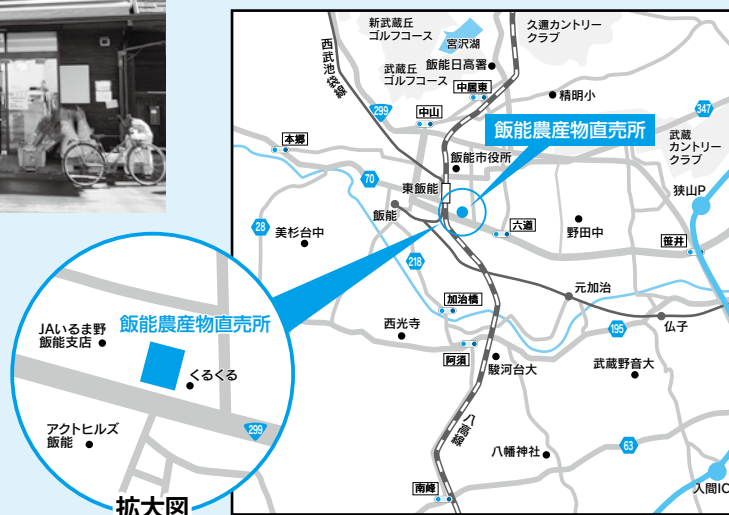 新武蔵丘
ゴルフコース
宮沢湖
久邇カントリー
クラブ
西武池袋線
武蔵丘
ゴルフコース
飯能日高署
中居東
精明小
299
中山
347
飯能農産物直売所
武蔵
カントリー
クラブ
本郷
飯能市役所
70
東飯能
狭山P
飯能
六道
野田中
28
美杉台中
笹井
218
元加治
加治橋
西光寺
195
仏子
阿須
駿河台大
武蔵野音大
八高線
八幡神社
63
南峰
入間IC
飯能農産物直売所
JAいるま野
飯能支店
くるくる
アクトヒルズ
飯能
299
拡大図